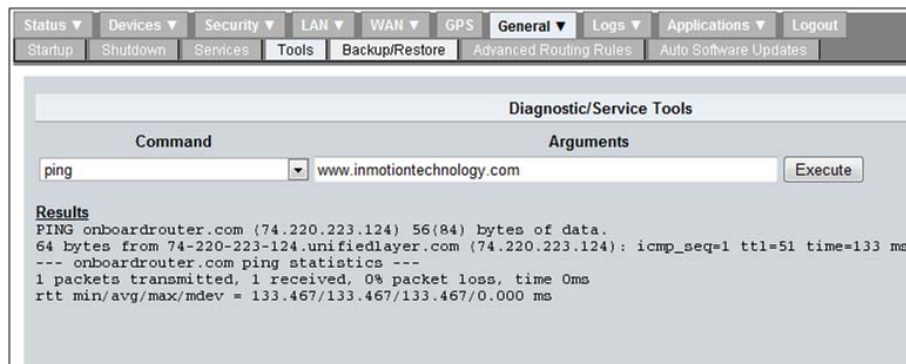 Status ▼ Devices ▼ Security ▼ LAN ▼ WAN ▼ GPS General ▼ Logs ▼ Applications ▼ Logout
Startup Shutdown Services Tools Backup/Restore Advanced Routing Rules Auto Software Updates
Diagnostic/Service Tools
Command Arguments
ping www.inmotiontechnology.com Execute
Results
PING onboardrouter.com (74.220.223.124) 56(84) bytes of data.
64 bytes from 74-220-223-124.unifiedlayer.com (74.220.223.124): icmp_seq=1 ttl=51 time=133 ms
--- onboardrouter.com ping statistics ---
1 packets transmitted, 1 received, 0% packet loss, time 0ms
rtt min/avg/max/mdev = 133.467/133.467/133.467/0.000 ms